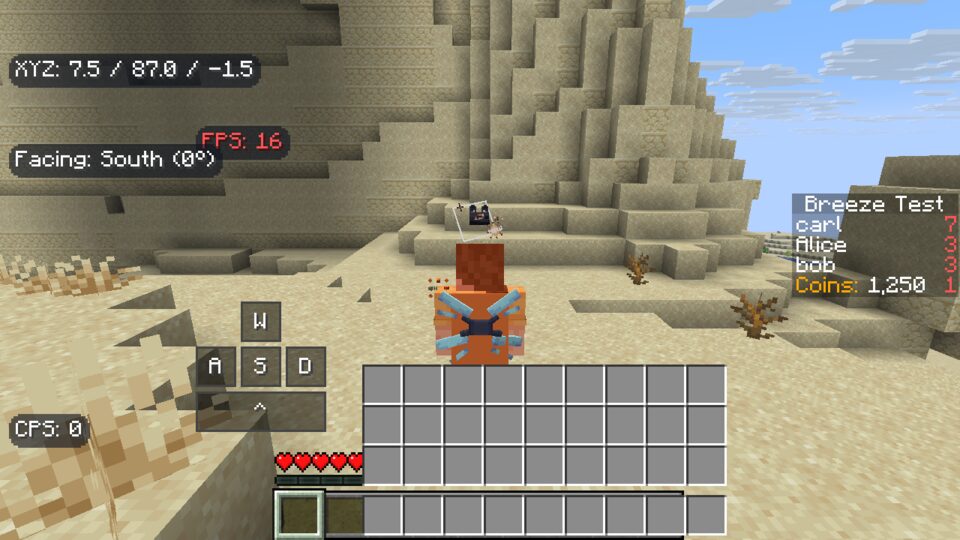 XYZ: 7.5 / 87.0 / -1.5
FPS: 16
Facing: South (0°)
Breeze Test
carl 7
Alice 3
bob 3
Coins: 1,250 1
W
A S D
^
CPS: 0